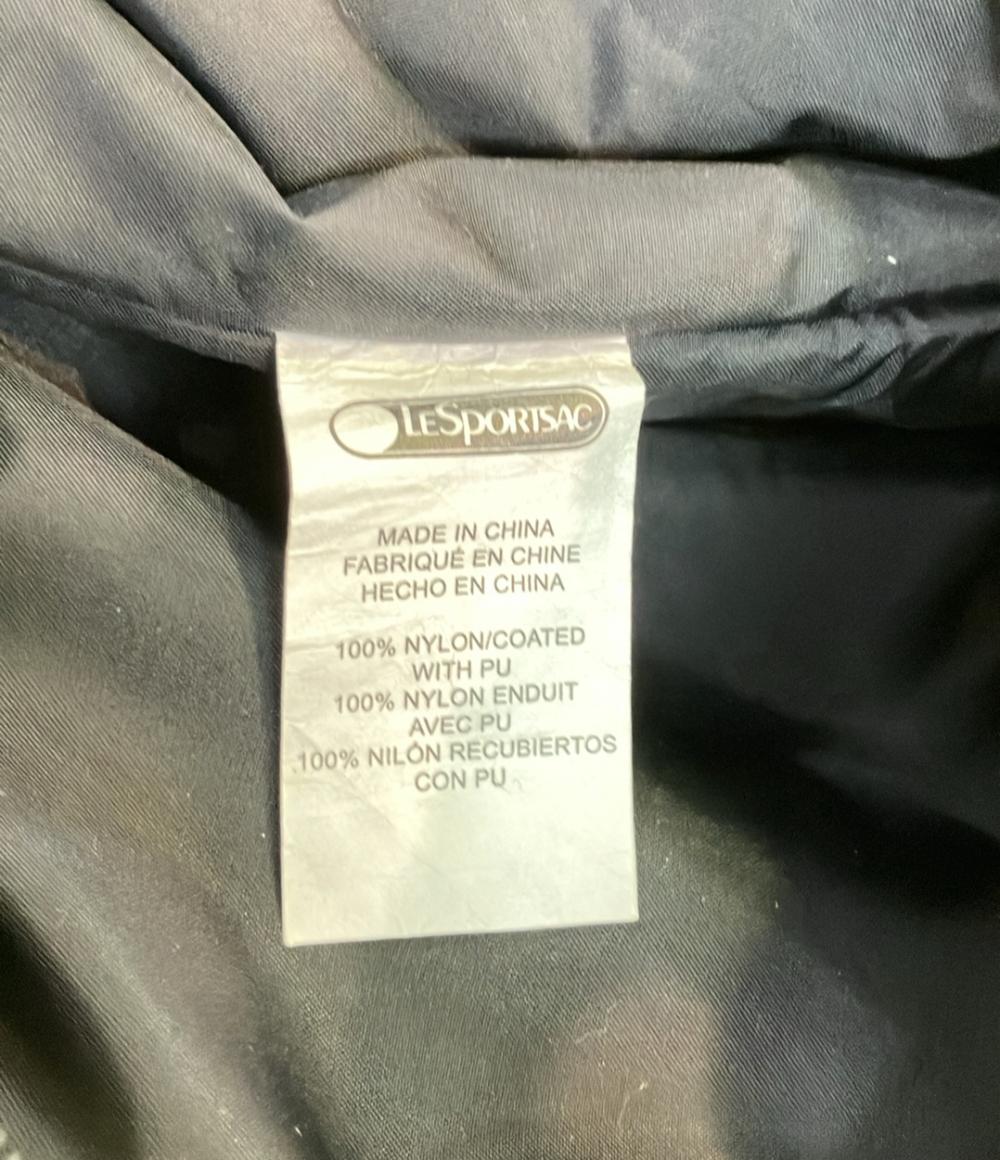 LESPORTSAC
MADE IN CHINA
FABRIQUÉ EN CHINE
HECHO EN CHINA
100% NYLON/COATED
WITH PU
100% NYLON ENDUIT
AVEC PU
100% NILÓN RECUBIERTOS
CON PU